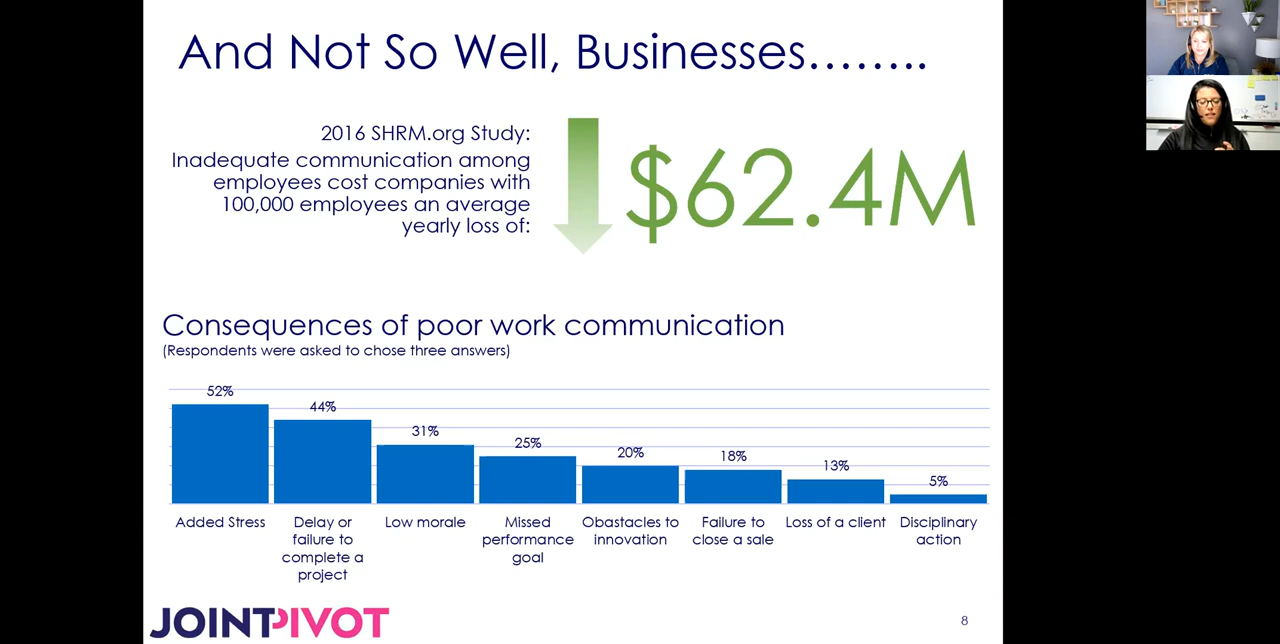 And Not So Well, Businesses……..
2016 SHRM.org Study:
Inadequate communication among
employees cost companies with
100,000 employees an average
yearly loss of:
$62.4M
Consequences of poor work communication
(Respondents were asked to chose three answers)
52%
44%
31%
25%
20%
18%
13%
5%
Added Stress
Delay or
failure to
complete a
project
Low morale
Missed
performance
goal
Obastacles to
innovation
Failure to
close a sale
Loss of a client
Disciplinary
action
JOINTPIVOT
8